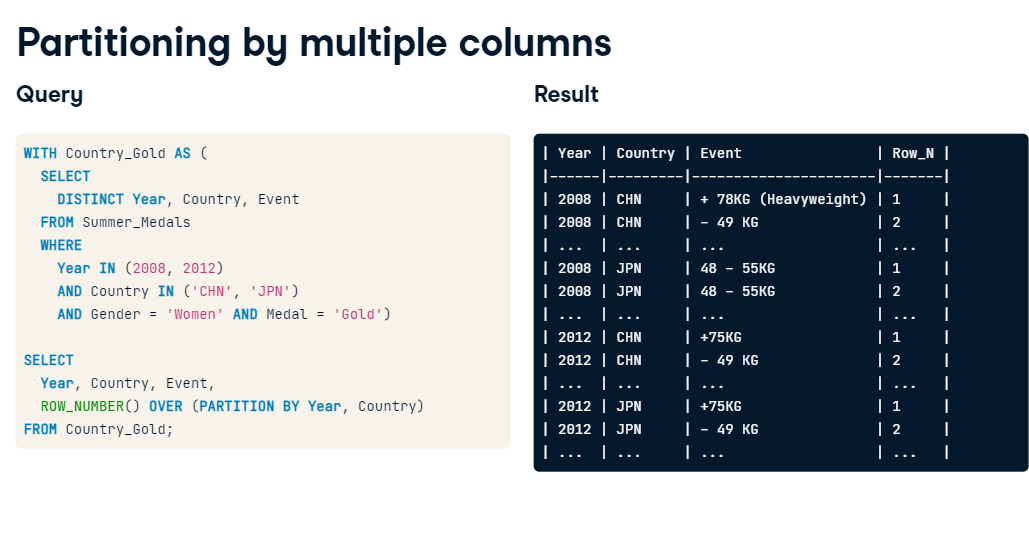 Partitioning by multiple columns
Query
WITH Country_Gold AS (
  SELECT
    DISTINCT Year, Country, Event
  FROM Summer_Medals
  WHERE
    Year IN (2008, 2012)
    AND Country IN ('CHN', 'JPN')
    AND Gender = 'Women' AND Medal = 'Gold')
SELECT
  Year, Country, Event,
  ROW_NUMBER() OVER (PARTITION BY Year, Country)
FROM Country_Gold;
Result
| Year | Country | Event                | Row_N |
|------|---------|----------------------|-------|
| 2008 | CHN     | + 78KG (Heavyweight) | 1     |
| 2008 | CHN     | - 49 KG              | 2     |
| ...  | ...     | ...                  | ...   |
| 2008 | JPN     | 48 - 55KG            | 1     |
| 2008 | JPN     | 48 - 55KG            | 2     |
| ...  | ...     | ...                  | ...   |
| 2012 | CHN     | +75KG                | 1     |
| 2012 | CHN     | - 49 KG              | 2     |
| ...  | ...     | ...                  | ...   |
| 2012 | JPN     | +75KG                | 1     |
| 2012 | JPN     | - 49 KG              | 2     |
| ...  | ...     | ...                  | ...   |